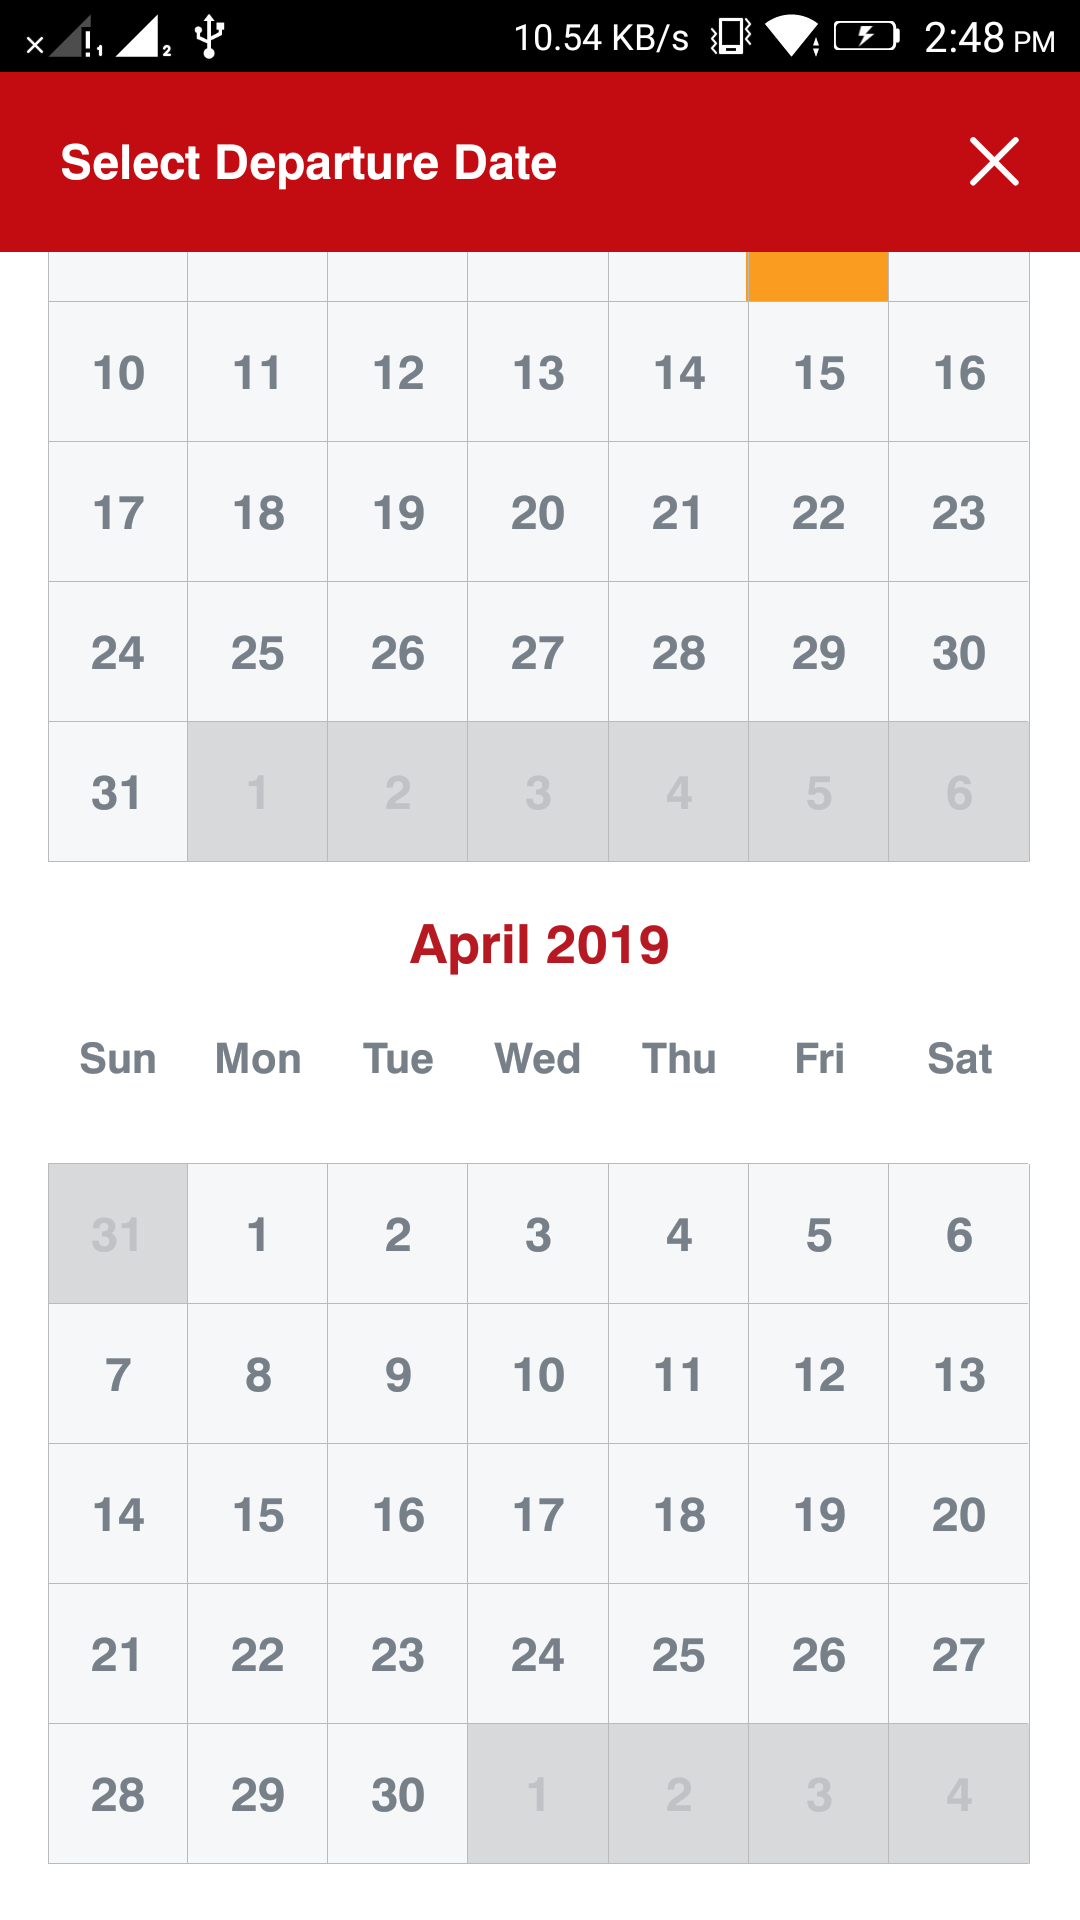 10.54 KB/s 2:48 PM
Select Departure Date
10 11 12 13 14 15 16
17 18 19 20 21 22 23
24 25 26 27 28 29 30
31 1 2 3 4 5 6
April 2019
Sun Mon Tue Wed Thu Fri Sat
31 1 2 3 4 5 6
7 8 9 10 11 12 13
14 15 16 17 18 19 20
21 22 23 24 25 26 27
28 29 30 1 2 3 4